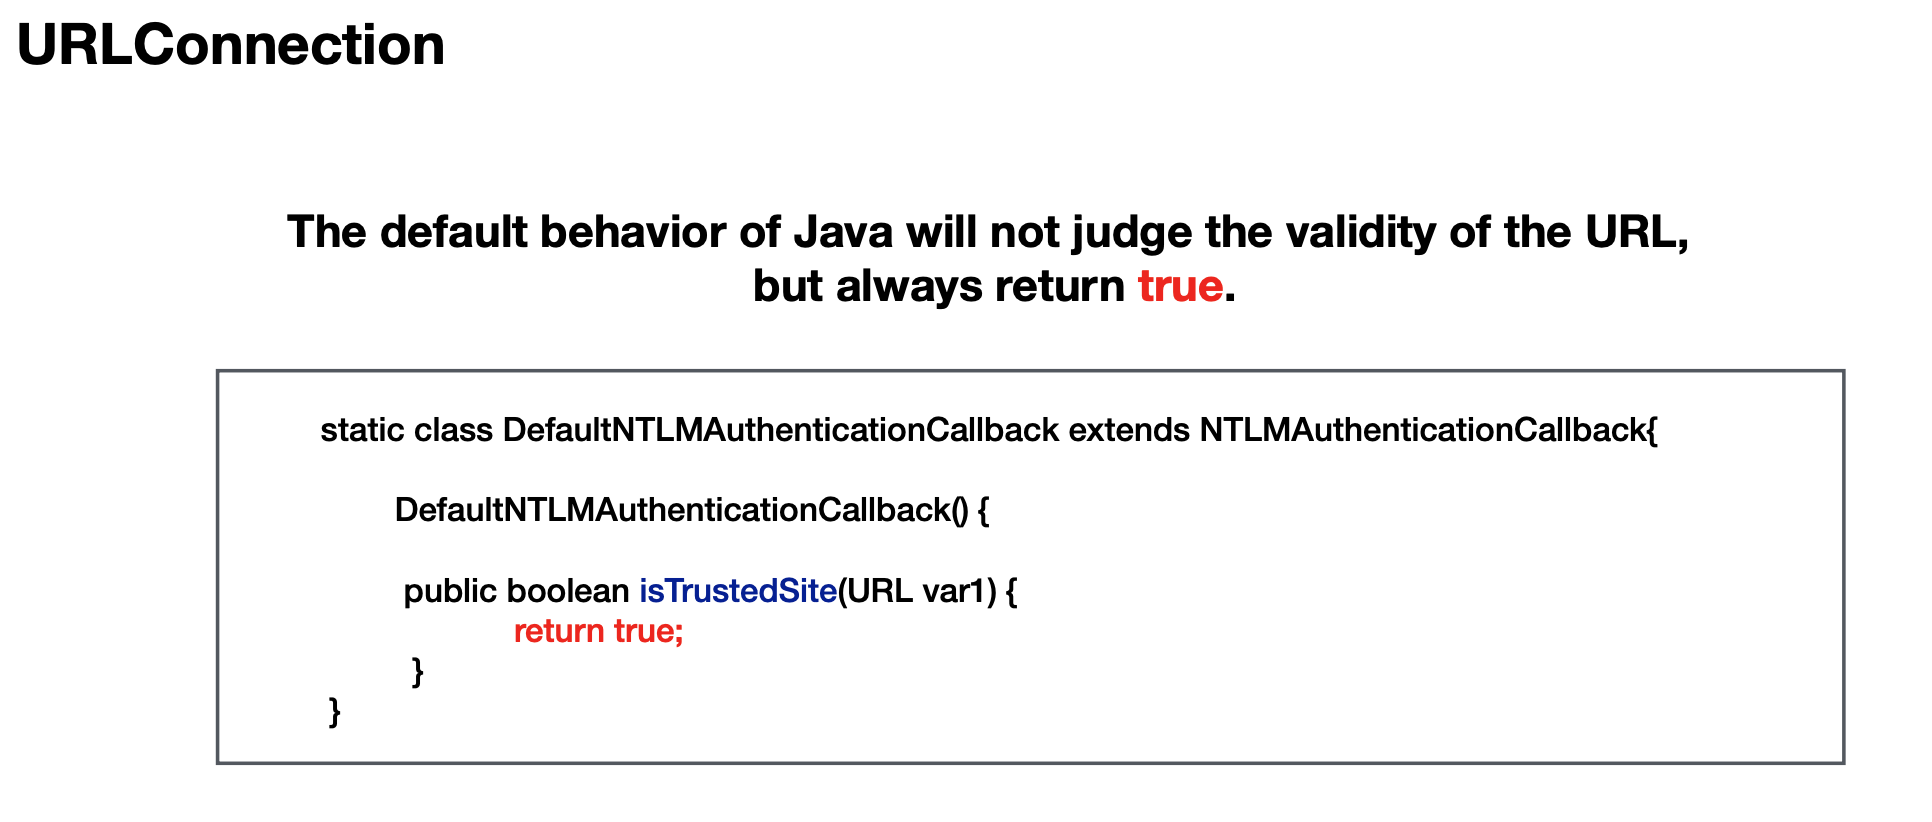 URLConnection
The default behavior of Java will not judge the validity of the URL,
but always return true.
static class DefaultNTLMAuthenticationCallback extends NTLMAuthenticationCallback{
DefaultNTLMAuthenticationCallback() {
public boolean isTrustedSite(URL var1) {
return true;
}
}